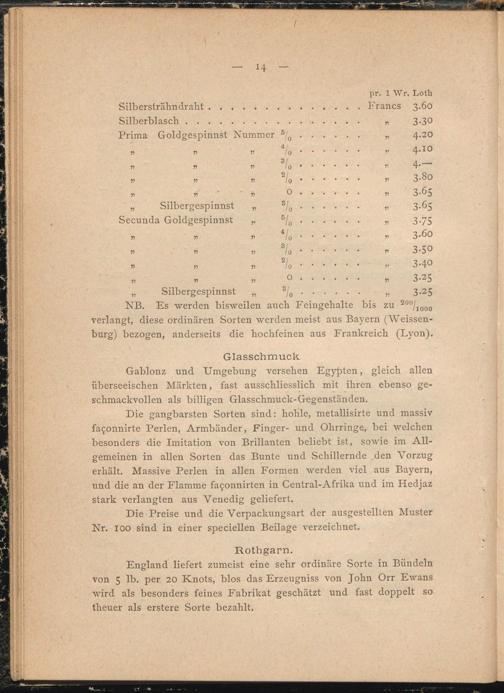 — 14 —
pr. 1 Wr. Loth
Silbersträhndraht . . . . . . . . . . . . . . Francs 3.60
Silberblasch . . . . . . . . . . . . . . . . „ 3.30
Prima Goldgespinnst Nummer 5/0 . . . . . . „ 4.20
„ „ „ 4/0 . . . . . . „ 4.10
„ „ „ 3/0 . . . . . . „ 4.—
„ „ „ 2/0 . . . . . . „ 3.80
„ „ „ 0 . . . . . . „ 3.65
„ Silbergespinnst „ 3/0 . . . . . . „ 3.65
Secunda Goldgespinnst „ 5/0 . . . . . . „ 3.75
„ „ „ 4/0 . . . . . . „ 3.60
„ „ „ 3/0 . . . . . . „ 3.50
„ „ „ 2/0 . . . . . . „ 3.40
„ „ „ 0 . . . . . . „ 3.25
„ Silbergespinnst „ 3/0 . . . . . . „ 3.25
NB. Es werden bisweilen auch Feingehalte bis zu 200/1000
verlangt, diese ordinären Sorten werden meist aus Bayern (Weissen-
burg) bezogen, anderseits die hochfeinen aus Frankreich (Lyon).
Glasschmuck
Gablonz und Umgebung versehen Egypten, gleich allen
überseeischen Märkten, fast ausschliesslich mit ihren ebenso ge-
schmackvollen als billigen Glasschmuck-Gegenständen.
Die gangbarsten Sorten sind: hohle, metallisirte und massiv
façonnirte Perlen, Armbänder, Finger- und Ohrringe, bei welchen
besonders die Imitation von Brillanten beliebt ist, sowie im All-
gemeinen in allen Sorten das Bunte und Schillernde den Vorzug
erhält. Massive Perlen in allen Formen werden viel aus Bayern,
und die an der Flamme façonnirten in Central-Afrika und im Hedjaz
stark verlangten aus Venedig geliefert.
Die Preise und die Verpackungsart der ausgestellten Muster
Nr. 100 sind in einer speciellen Beilage verzeichnet.
Rothgarn.
England liefert zumeist eine sehr ordinäre Sorte in Bündeln
von 5 lb. per 20 Knots, blos das Erzeugniss von John Orr Ewans
wird als besonders feines Fabrikat geschätzt und fast doppelt so
theuer als erstere Sorte bezahlt.